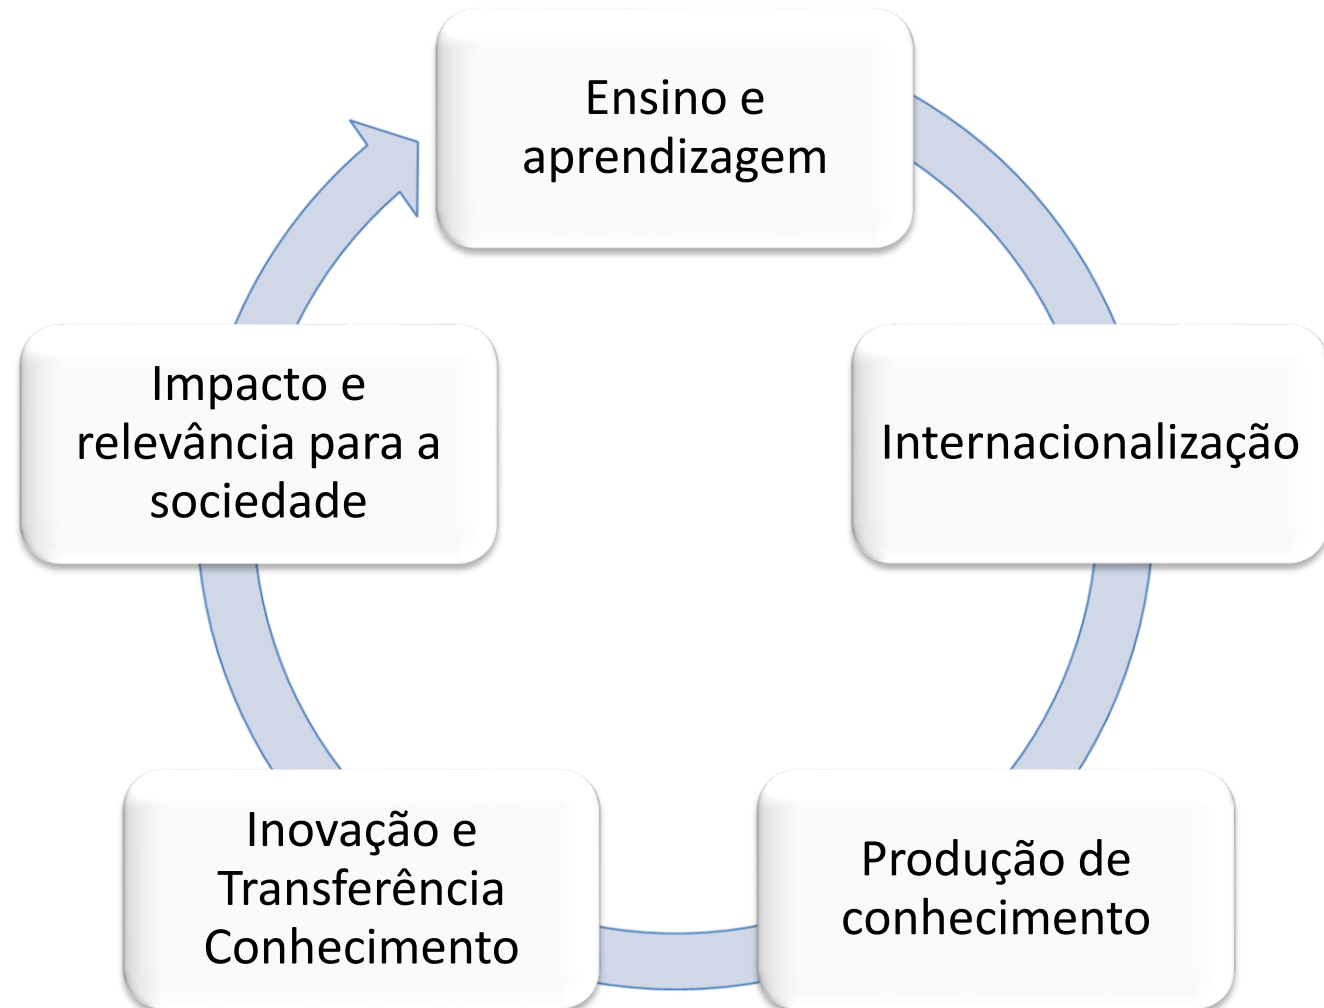 Ensino e
aprendizagem
Internacionalização
Produção de
conhecimento
Inovação e
Transferência
Conhecimento
Impacto e
relevância para a
sociedade